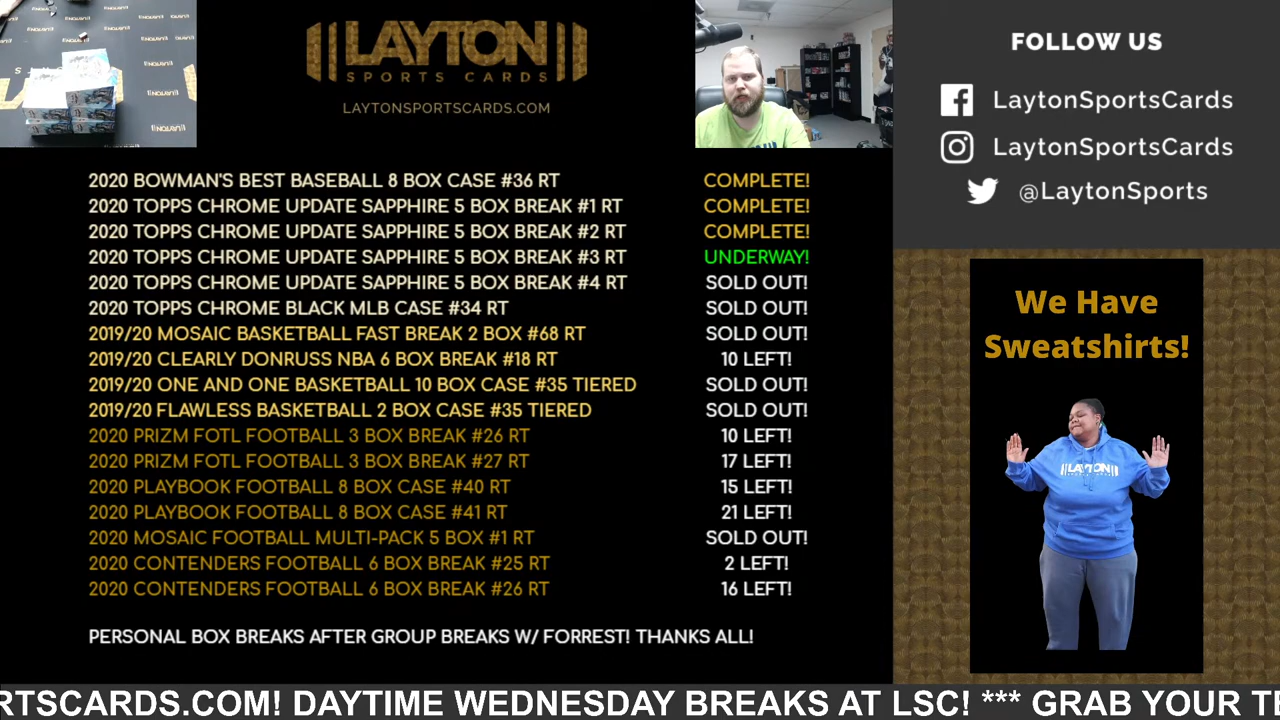 LAYTON
SPORTS CARDS
LAYTONSPORTSCARDS.COM
FOLLOW US
LaytonSportsCards
LaytonSportsCards
@LaytonSports
2020 BOWMAN'S BEST BASEBALL 8 BOX CASE #36 RT COMPLETE!
2020 TOPPS CHROME UPDATE SAPPHIRE 5 BOX BREAK #1 RT COMPLETE!
2020 TOPPS CHROME UPDATE SAPPHIRE 5 BOX BREAK #2 RT COMPLETE!
2020 TOPPS CHROME UPDATE SAPPHIRE 5 BOX BREAK #3 RT UNDERWAY!
2020 TOPPS CHROME UPDATE SAPPHIRE 5 BOX BREAK #4 RT SOLD OUT!
2020 TOPPS CHROME BLACK MLB CASE #34 RT SOLD OUT!
2019/20 MOSAIC BASKETBALL FAST BREAK 2 BOX #68 RT SOLD OUT!
2019/20 CLEARLY DONRUSS NBA 6 BOX BREAK #18 RT 10 LEFT!
2019/20 ONE AND ONE BASKETBALL 10 BOX CASE #35 TIERED SOLD OUT!
2019/20 FLAWLESS BASKETBALL 2 BOX CASE #35 TIERED SOLD OUT!
2020 PRIZM FOTL FOOTBALL 3 BOX BREAK #26 RT 10 LEFT!
2020 PRIZM FOTL FOOTBALL 3 BOX BREAK #27 RT 17 LEFT!
2020 PLAYBOOK FOOTBALL 8 BOX CASE #40 RT 15 LEFT!
2020 PLAYBOOK FOOTBALL 8 BOX CASE #41 RT 21 LEFT!
2020 MOSAIC FOOTBALL MULTI-PACK 5 BOX #1 RT SOLD OUT!
2020 CONTENDERS FOOTBALL 6 BOX BREAK #25 RT 2 LEFT!
2020 CONTENDERS FOOTBALL 6 BOX BREAK #26 RT 16 LEFT!
PERSONAL BOX BREAKS AFTER GROUP BREAKS W/ FORREST! THANKS ALL!
We Have
Sweatshirts!
LAYTON
RTSCARDS.COM! DAYTIME WEDNESDAY BREAKS AT LSC! *** GRAB YOUR TE